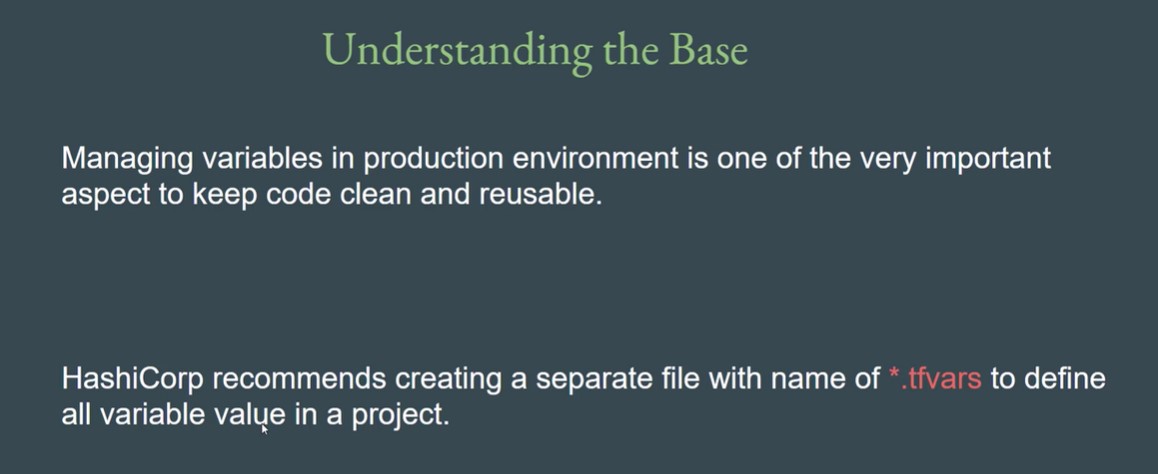 Understanding the Base
Managing variables in production environment is one of the very important
aspect to keep code clean and reusable.
HashiCorp recommends creating a separate file with name of *.tfvars to define
all variable value in a project.